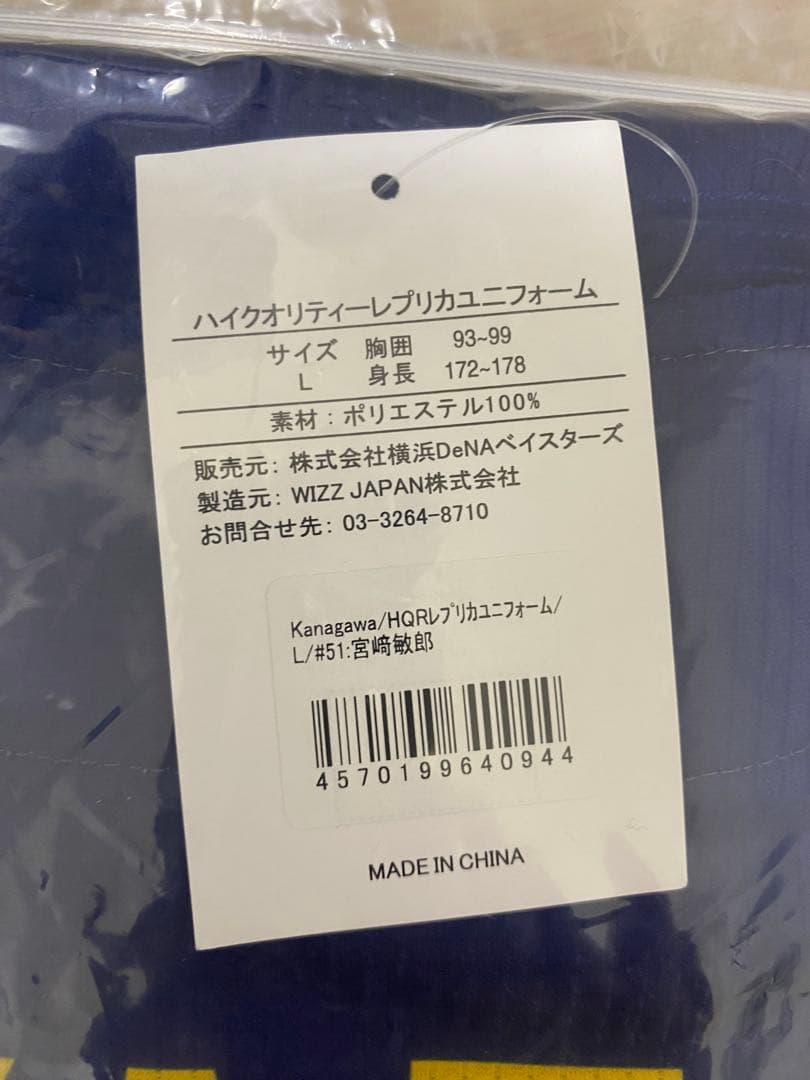 ハイクオリティーレプリカユニフォーム
サイズ 胸囲 93~99
L 身長 172~178
素材：ポリエステル100%
販売元：株式会社横浜DeNAベイスターズ
製造元：WIZZ JAPAN株式会社
お問合せ先：03-3264-8710
Kanagawa/HQRレプリカユニフォーム/
L/#51:宮﨑敏郎
4570199640944
MADE IN CHINA